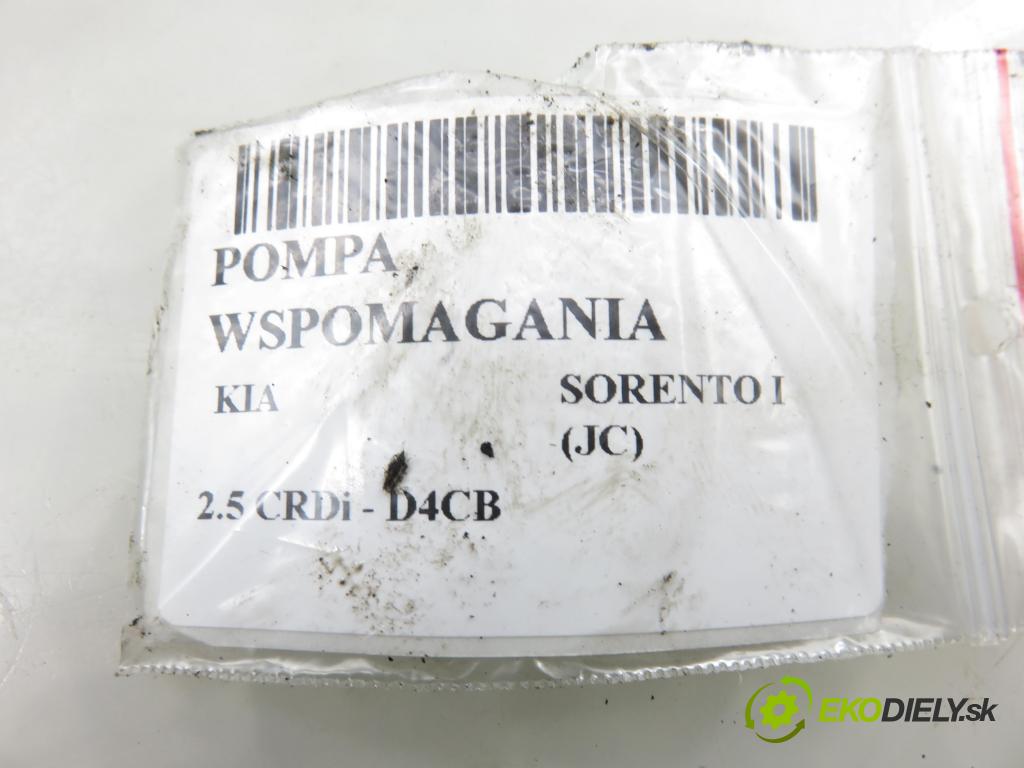 POMPA
WSPOMAGANIA
KIA
SORENTO I
(JC)
2.5 CRDi - D4CB
EKODIELY.sk